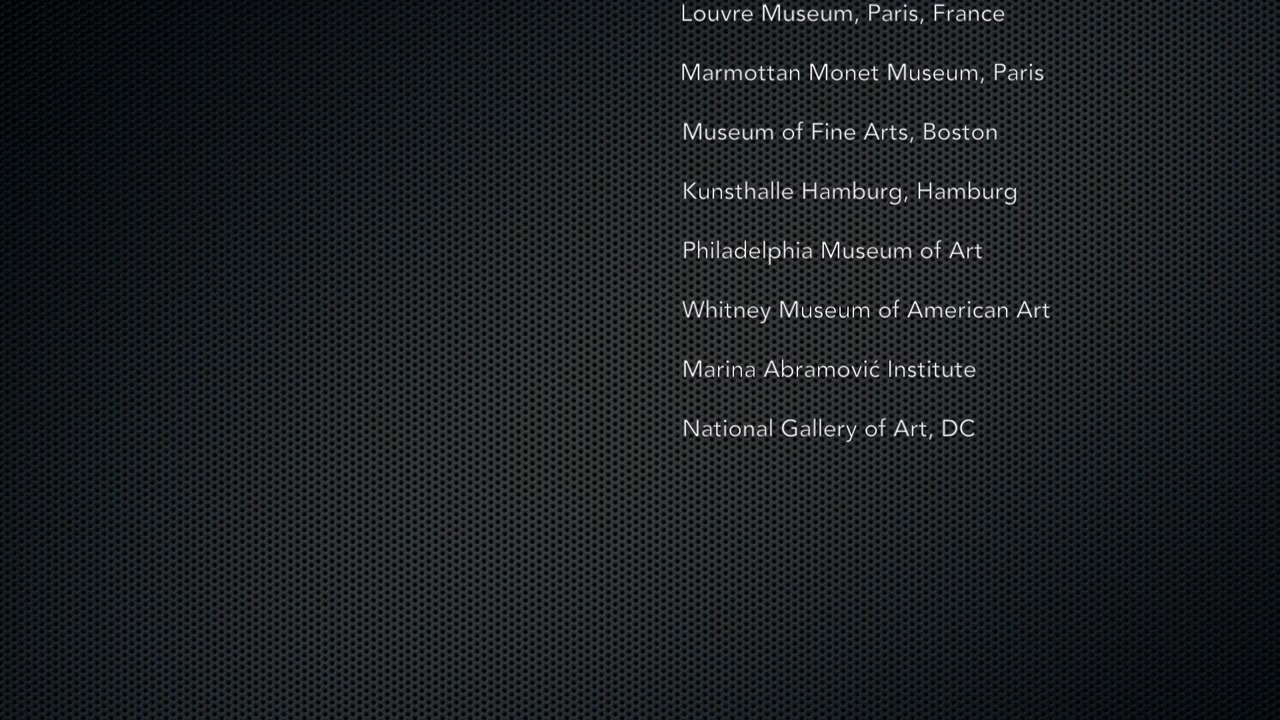 Louvre Museum, Paris, France
Marmottan Monet Museum, Paris
Museum of Fine Arts, Boston
Kunsthalle Hamburg, Hamburg
Philadelphia Museum of Art
Whitney Museum of American Art
Marina Abramović Institute
National Gallery of Art, DC